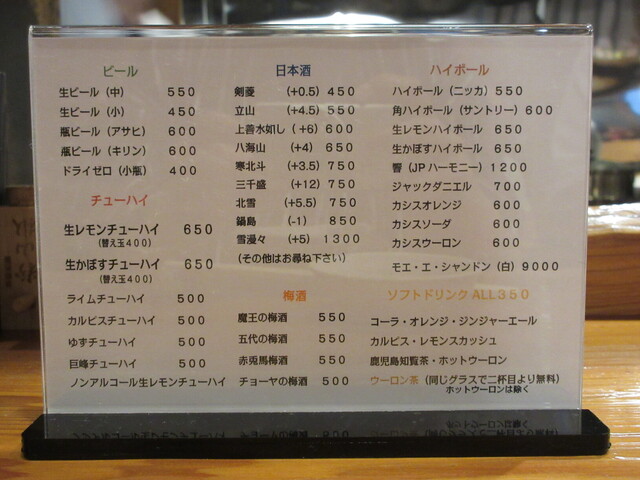 ビール
生ビール（中） 550
生ビール（小） 450
瓶ビール（アサヒ） 600
瓶ビール（キリン） 600
ドライゼロ（小瓶） 400
チューハイ
生レモンチューハイ 650
（替え玉400）
生かぼすチューハイ 650
（替え玉400）
ライムチューハイ 500
カルピスチューハイ 500
ゆずチューハイ 500
巨峰チューハイ 500
ノンアルコール生レモンチューハイ 500
日本酒
剣菱 (+0.5) 450
立山 (+4.5) 550
上善水如し (+6) 600
八海山 (+4) 650
寒北斗 (+3.5) 750
三千盛 (+12) 750
北雪 (+5.5) 750
鍋島 (-1) 850
雪漫々 (+5) 1300
（その他はお尋ね下さい）
梅酒
魔王の梅酒 550
五代の梅酒 550
赤兎馬梅酒 550
チョーヤの梅酒 500
ハイボール
ハイボール（ニッカ）550
角ハイボール（サントリー）600
生レモンハイボール 650
生かぼすハイボール 650
響（JPハーモニー）1200
ジャックダニエル 700
カシスオレンジ 600
カシスソーダ 600
カシスウーロン 600
モエ・エ・シャンドン（白）9000
ソフトドリンク ALL350
コーラ・オレンジ・ジンジャーエール
カルピス・レモンスカッシュ
鹿児島知覧茶・ホットウーロン
ウーロン茶（同じグラスで二杯目より無料）
ホットウーロンは除く